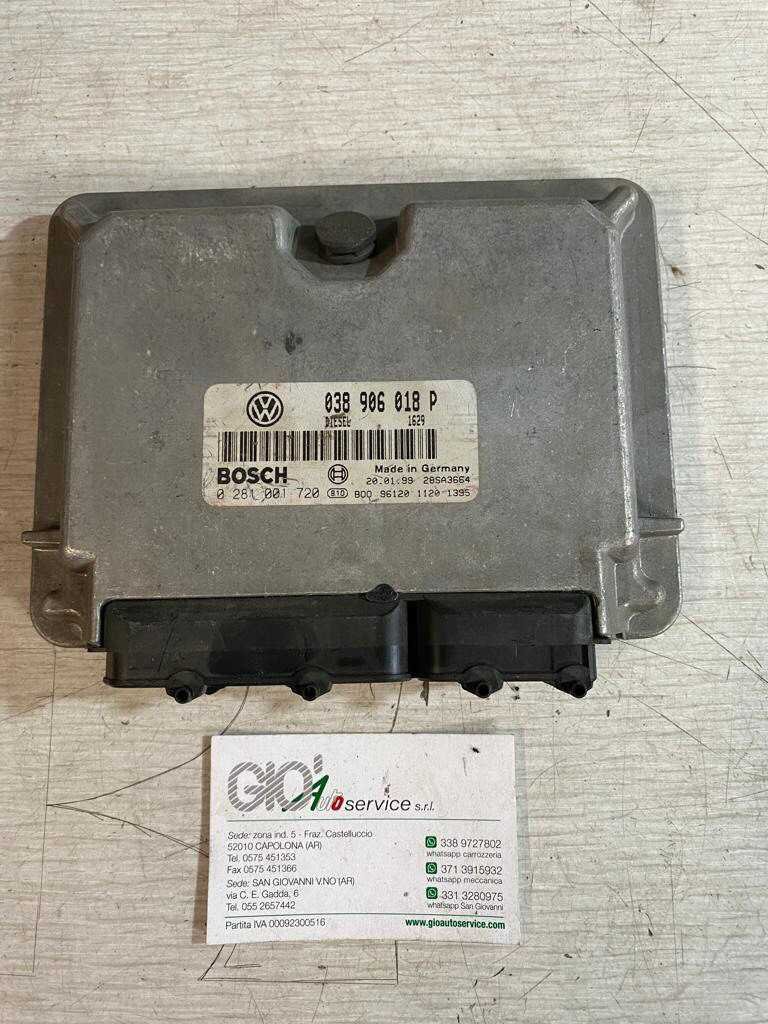 038 906 018 P
DIESEL 1629
BOSCH Made in Germany
20.01.99 28SA3664
0 281 001 720 B10 B00 96120 1120 1395
GIO' Auto service s.r.l.
Sede: zona ind. 5 - Fraz. Castelluccio
52010 CAPOLONA (AR)
Tel. 0575 451353
Fax 0575 451366
Sede: SAN GIOVANNI V.NO (AR)
via C. E. Gadda, 6
Tel. 055 2657442
Partita IVA 00092300516
338 9727802
whatsapp carrozzeria
371 3915932
whatsapp meccanica
331 3280975
whatsapp San Giovanni
www.gioautoservice.com